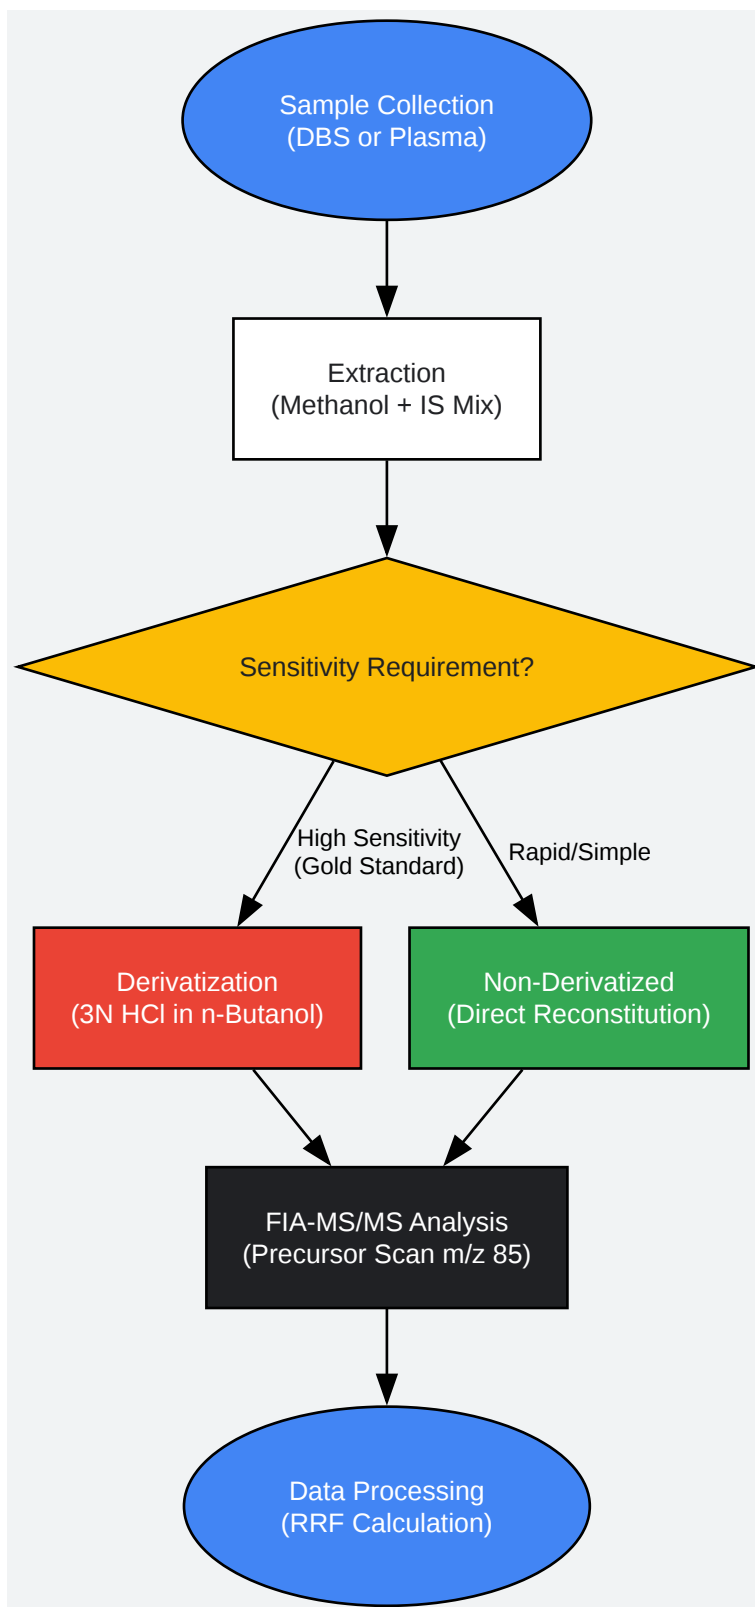 Sample Collection
(DBS or Plasma)
Extraction
(Methanol + IS Mix)
Sensitivity Requirement?
High Sensitivity
(Gold Standard)
Rapid/Simple
Derivatization
(3N HCl in n-Butanol)
Non-Derivatized
(Direct Reconstitution)
FIA-MS/MS Analysis
(Precursor Scan m/z 85)
Data Processing
(RRF Calculation)